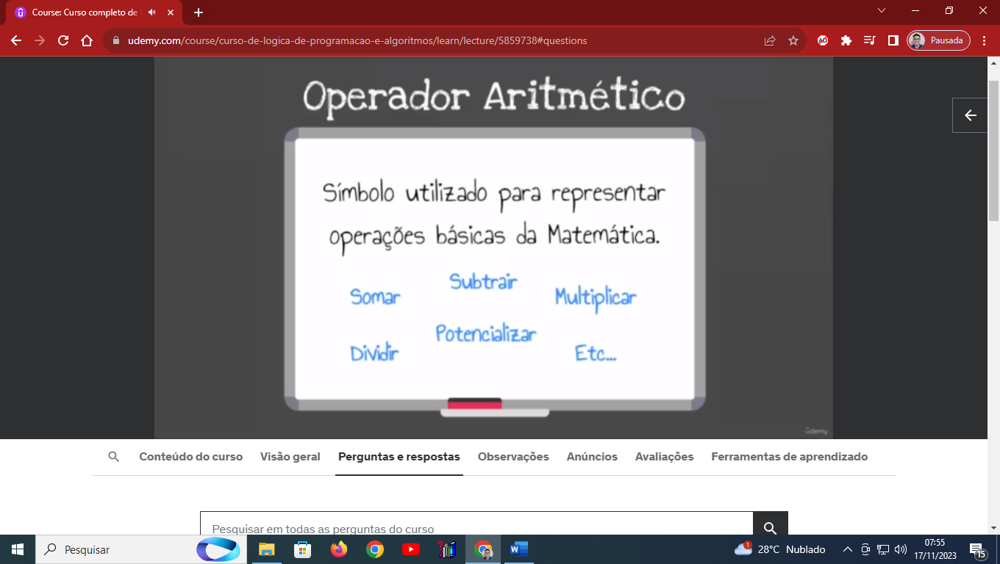 Course: Curso completo de
udemy.com/course/curso-de-logica-de-programacao-e-algoritmos/learn/lecture/5859738#questions
Pausada
Operador Aritmético
Símbolo utilizado para representar
operações básicas da Matemática.
Somar
Subtrair
Multiplicar
Dividir
Potencializar
Etc...
udemy
Conteúdo do curso
Visão geral
Perguntas e respostas
Observações
Anúncios
Avaliações
Ferramentas de aprendizado
Pesquisar em todas as perguntas do curso
Pesquisar
1
28°C Nublado
07:55
17/11/2023
15